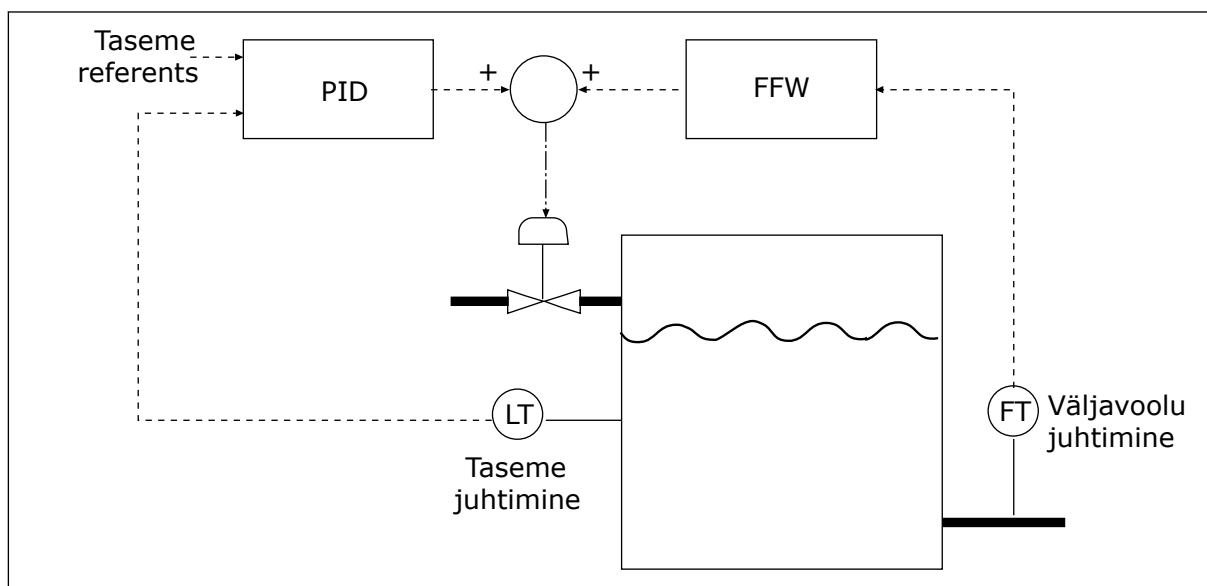 Taseme
referents
PID
+
+
FFW
LT
Taseme
juhtimine
FT
Väljavoolu
juhtimine